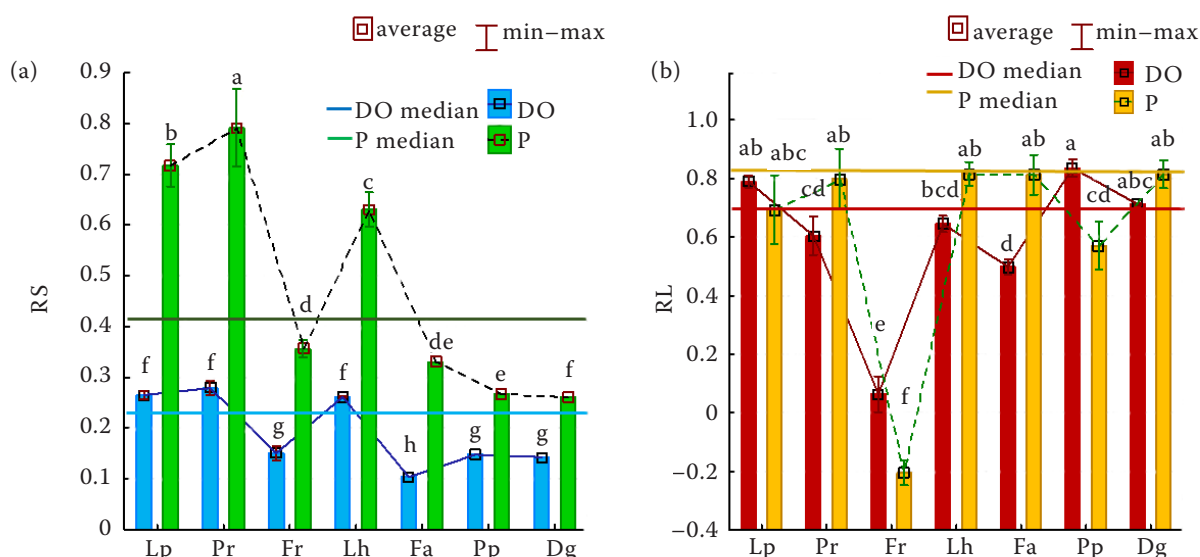 average min–max
(a)
RS
0.9
0.8
0.7
0.6
0.5
0.4
0.3
0.2
0.1
0
DO median DO
P median P
b a d c de e f
f f g f h g g
Lp Pr Fr Lh Fa Pp Dg
average min–max
(b)
RL
1.0
0.8
0.6
0.4
0.2
0
−0.2
−0.4
DO median DO
P median P
ab abc cd ab e f bcd ab d ab a cd abc ab
Lp Pr Fr Lh Fa Pp Dg